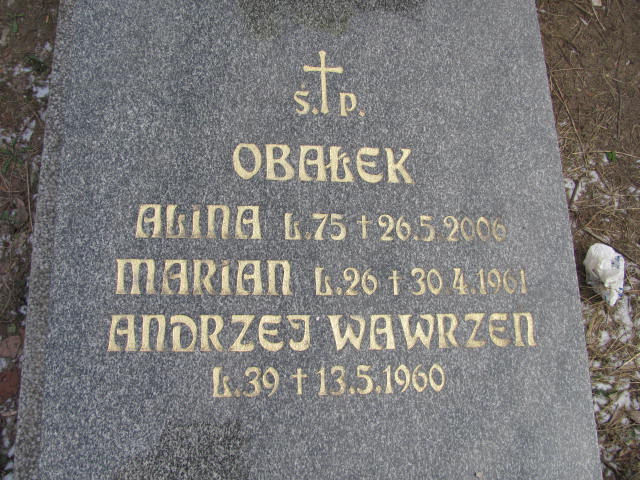 Ś.P.
OBAŁEK
ALINA L.75 † 26.5.2006
MARIAN L.26 † 30.4.1961
ANDRZEJ WAWRZEN
L.39 † 13.5.1960